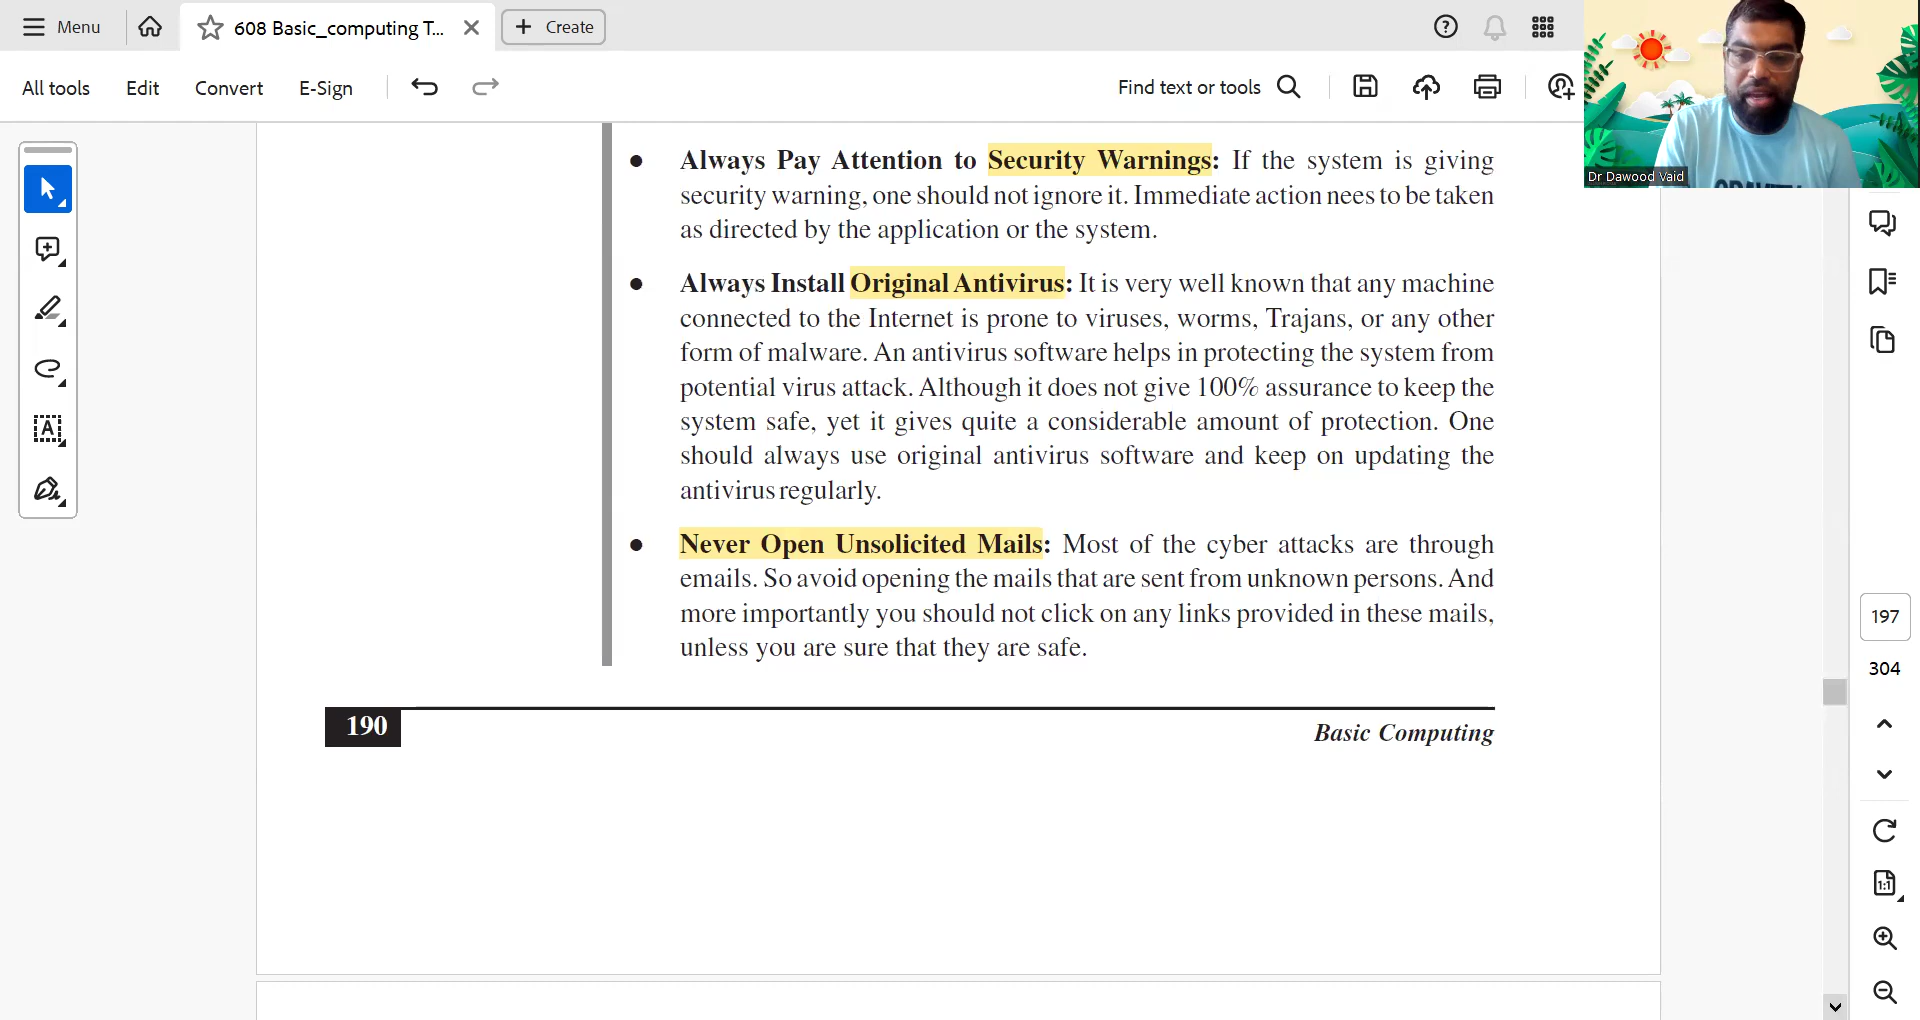 Menu
608 Basic_computing T...
Create
All tools
Edit
Convert
E-Sign
Find text or tools
Dr Dawood Vaid
• Always Pay Attention to Security Warnings: If the system is giving
security warning, one should not ignore it. Immediate action nees to be taken
as directed by the application or the system.
• Always Install Original Antivirus: It is very well known that any machine
connected to the Internet is prone to viruses, worms, Trajans, or any other
form of malware. An antivirus software helps in protecting the system from
potential virus attack. Although it does not give 100% assurance to keep the
system safe, yet it gives quite a considerable amount of protection. One
should always use original antivirus software and keep on updating the
antivirus regularly.
• Never Open Unsolicited Mails: Most of the cyber attacks are through
emails. So avoid opening the mails that are sent from unknown persons. And
more importantly you should not click on any links provided in these mails,
unless you are sure that they are safe.
190
Basic Computing
197
304
1:1